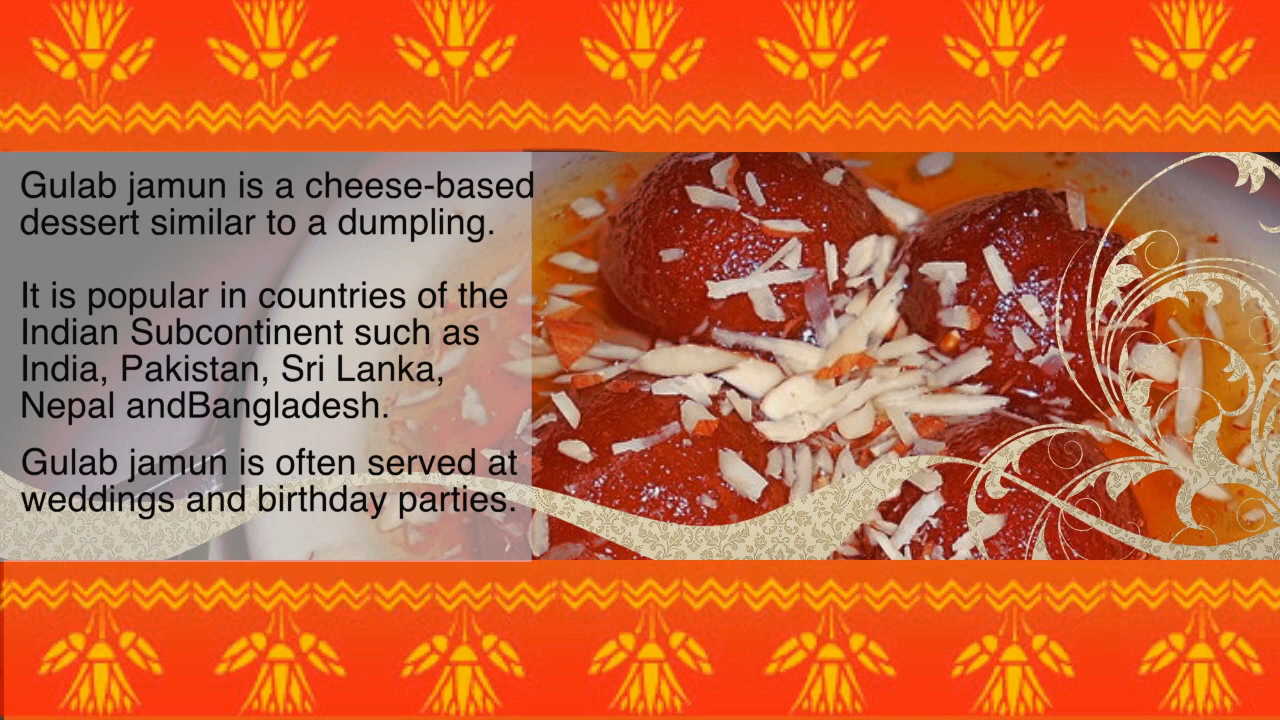 Gulab jamun is a cheese-based
dessert similar to a dumpling.
It is popular in countries of the
Indian Subcontinent such as
India, Pakistan, Sri Lanka,
Nepal andBangladesh.
Gulab jamun is often served at
weddings and birthday parties.